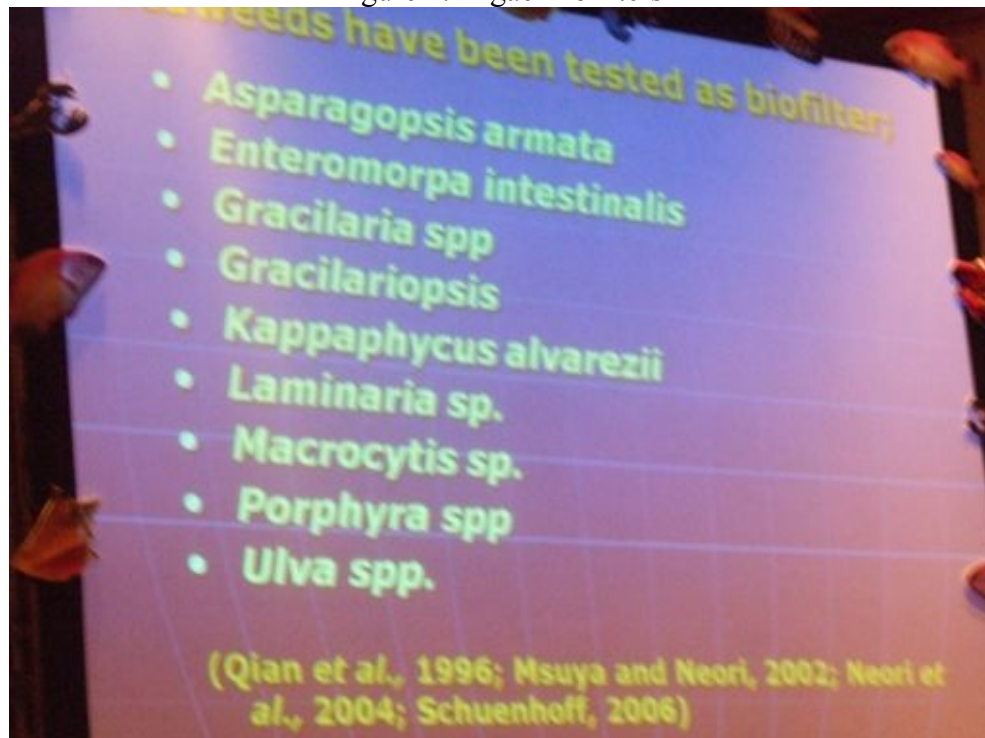 weeds have been tested as biofilter;
• Asparagopsis armata
• Enteromorpa intestinalis
• Gracilaria spp
• Gracilariopsis
• Kappaphycus alvarezii
• Laminaria sp.
• Macrocytis sp.
• Porphyra spp
• Ulva spp.
(Qian et al., 1996; Msuya and Neori, 2002; Neori et
al., 2004; Schuenhoff, 2006)